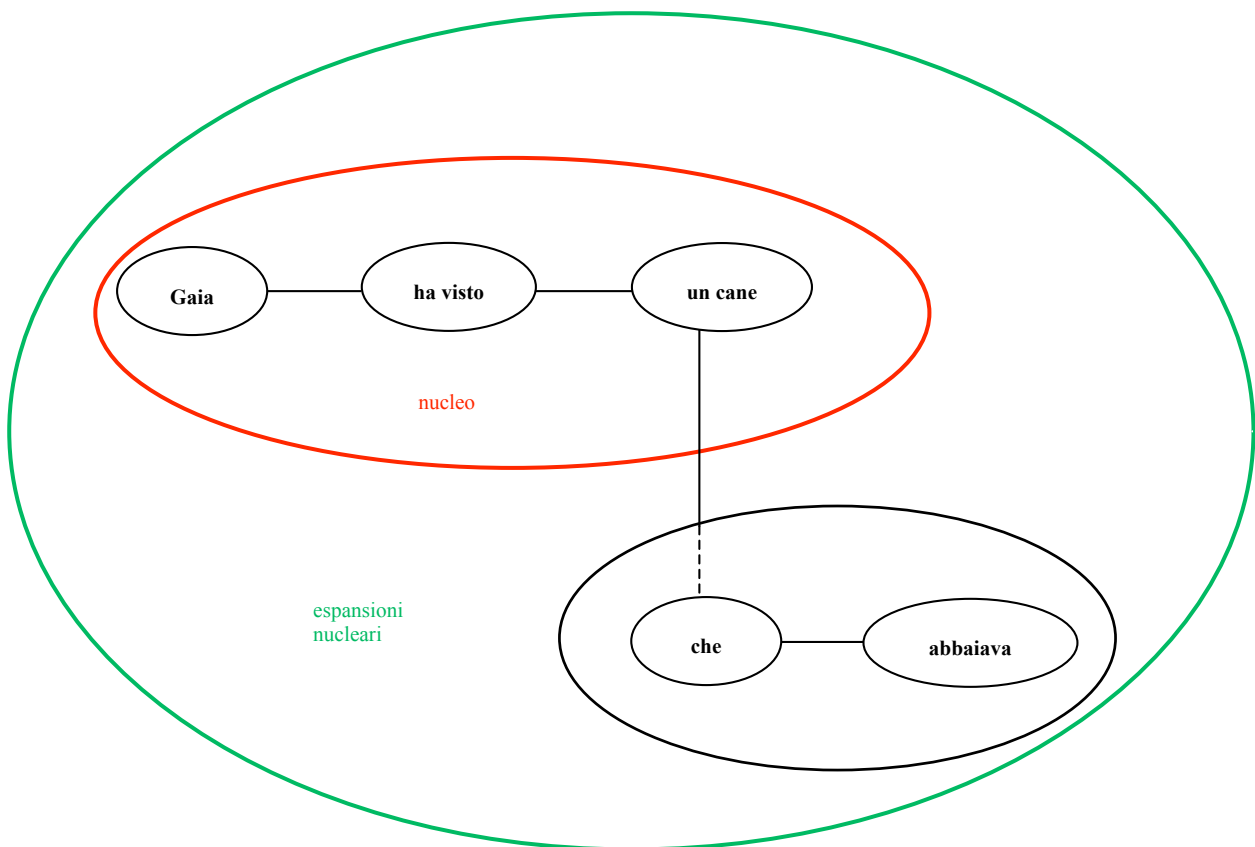 Gaia ha visto un cane
nucleo
espansioni
nucleari
che abbaiava